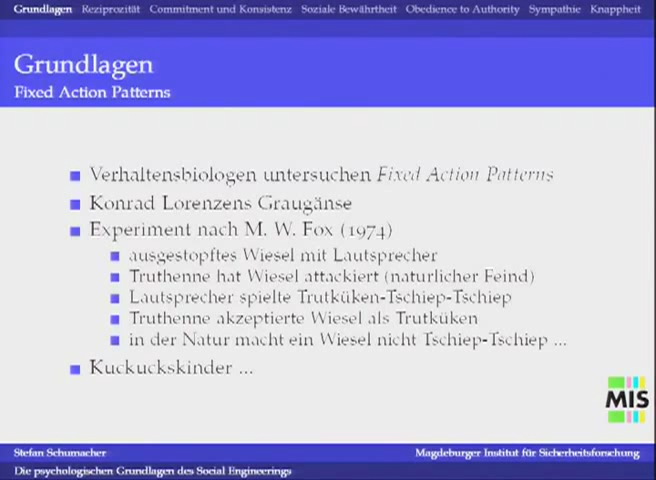 Grundlagen Reziprozität Commitment und Konsistenz Soziale Bewährtheit Obedience to Authority Sympathie Knappheit
Grundlagen
Fixed Action Patterns
Verhaltensbiologen untersuchen Fixed Action Patterns
Konrad Lorenzens Graugänse
Experiment nach M. W. Fox (1974)
ausgestopftes Wiesel mit Lautsprecher
Truthenne hat Wiesel attackiert (naturlicher Feind)
Lautsprecher spielte Trutküken-Tschiep-Tschiep
Truthenne akzeptierte Wiesel als Trutküken
in der Natur macht ein Wiesel nicht Tschiep-Tschiep ...
Kuckuckskinder ...
MIS
Stefan Schumacher Magdeburger Institut für Sicherheitsforschung
Die psychologischen Grundlagen des Social Engineerings